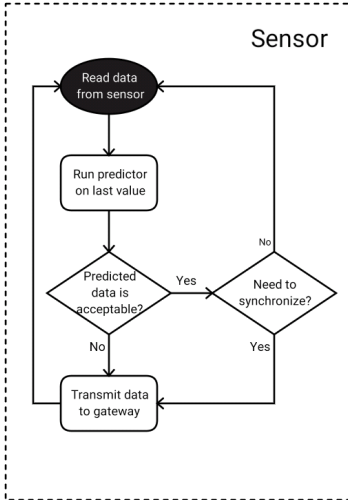 Sensor
Read data
from sensor
Run predictor
on last value
Predicted
data is
acceptable?
Yes
No
Need to
synchronize?
No
Yes
Transmit data
to gateway